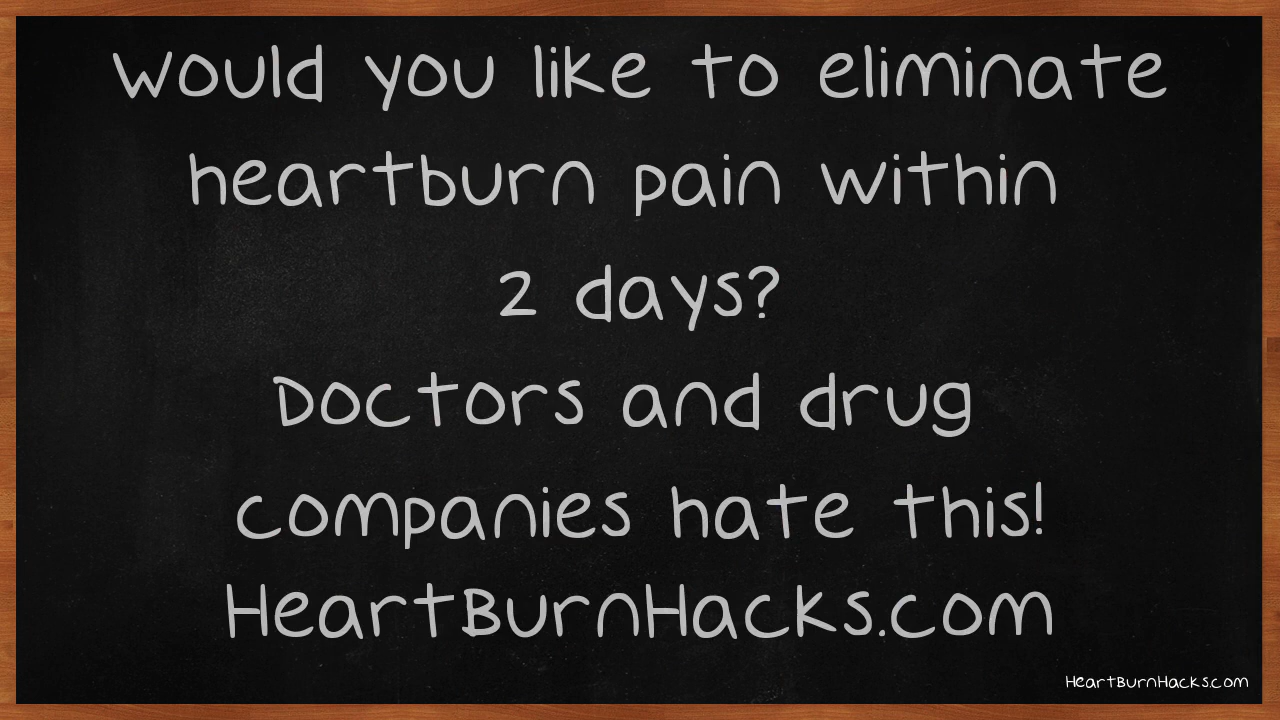 Would you like to eliminate
heartburn pain within
2 days?
Doctors and drug
companies hate this!
HeartBurnHacks.com
HeartBurnHacks.com